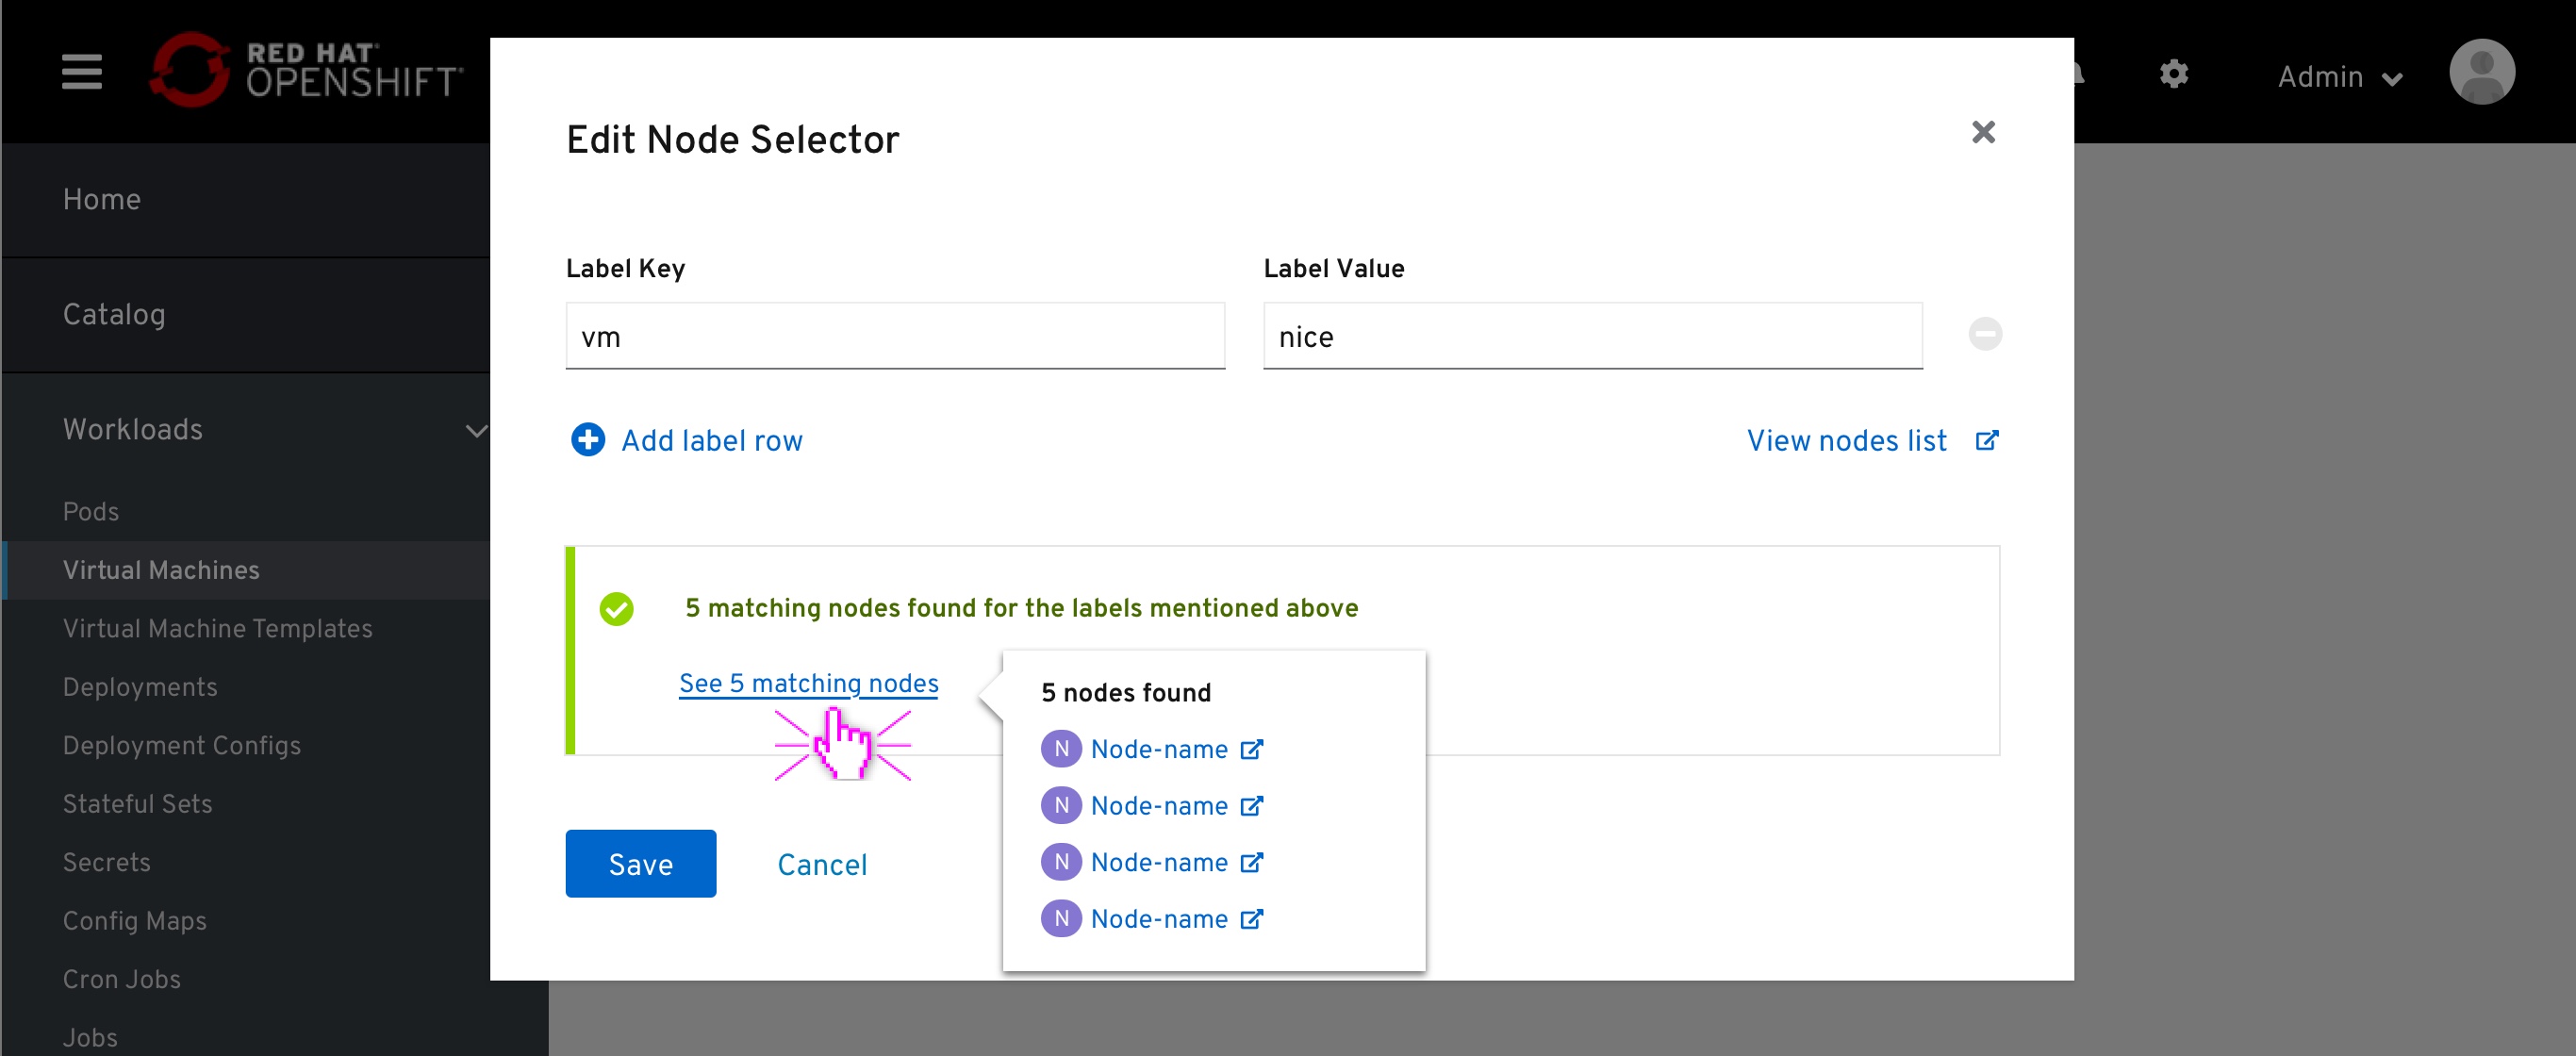 RED HAT
OPENSHIFT
Admin
Home
Catalog
Workloads
Pods
Virtual Machines
Virtual Machine Templates
Deployments
Deployment Configs
Stateful Sets
Secrets
Config Maps
Cron Jobs
Jobs
Edit Node Selector
Label Key
Label Value
vm
nice
Add label row
View nodes list
5 matching nodes found for the labels mentioned above
See 5 matching nodes
5 nodes found
N Node-name
N Node-name
N Node-name
N Node-name
Save
Cancel